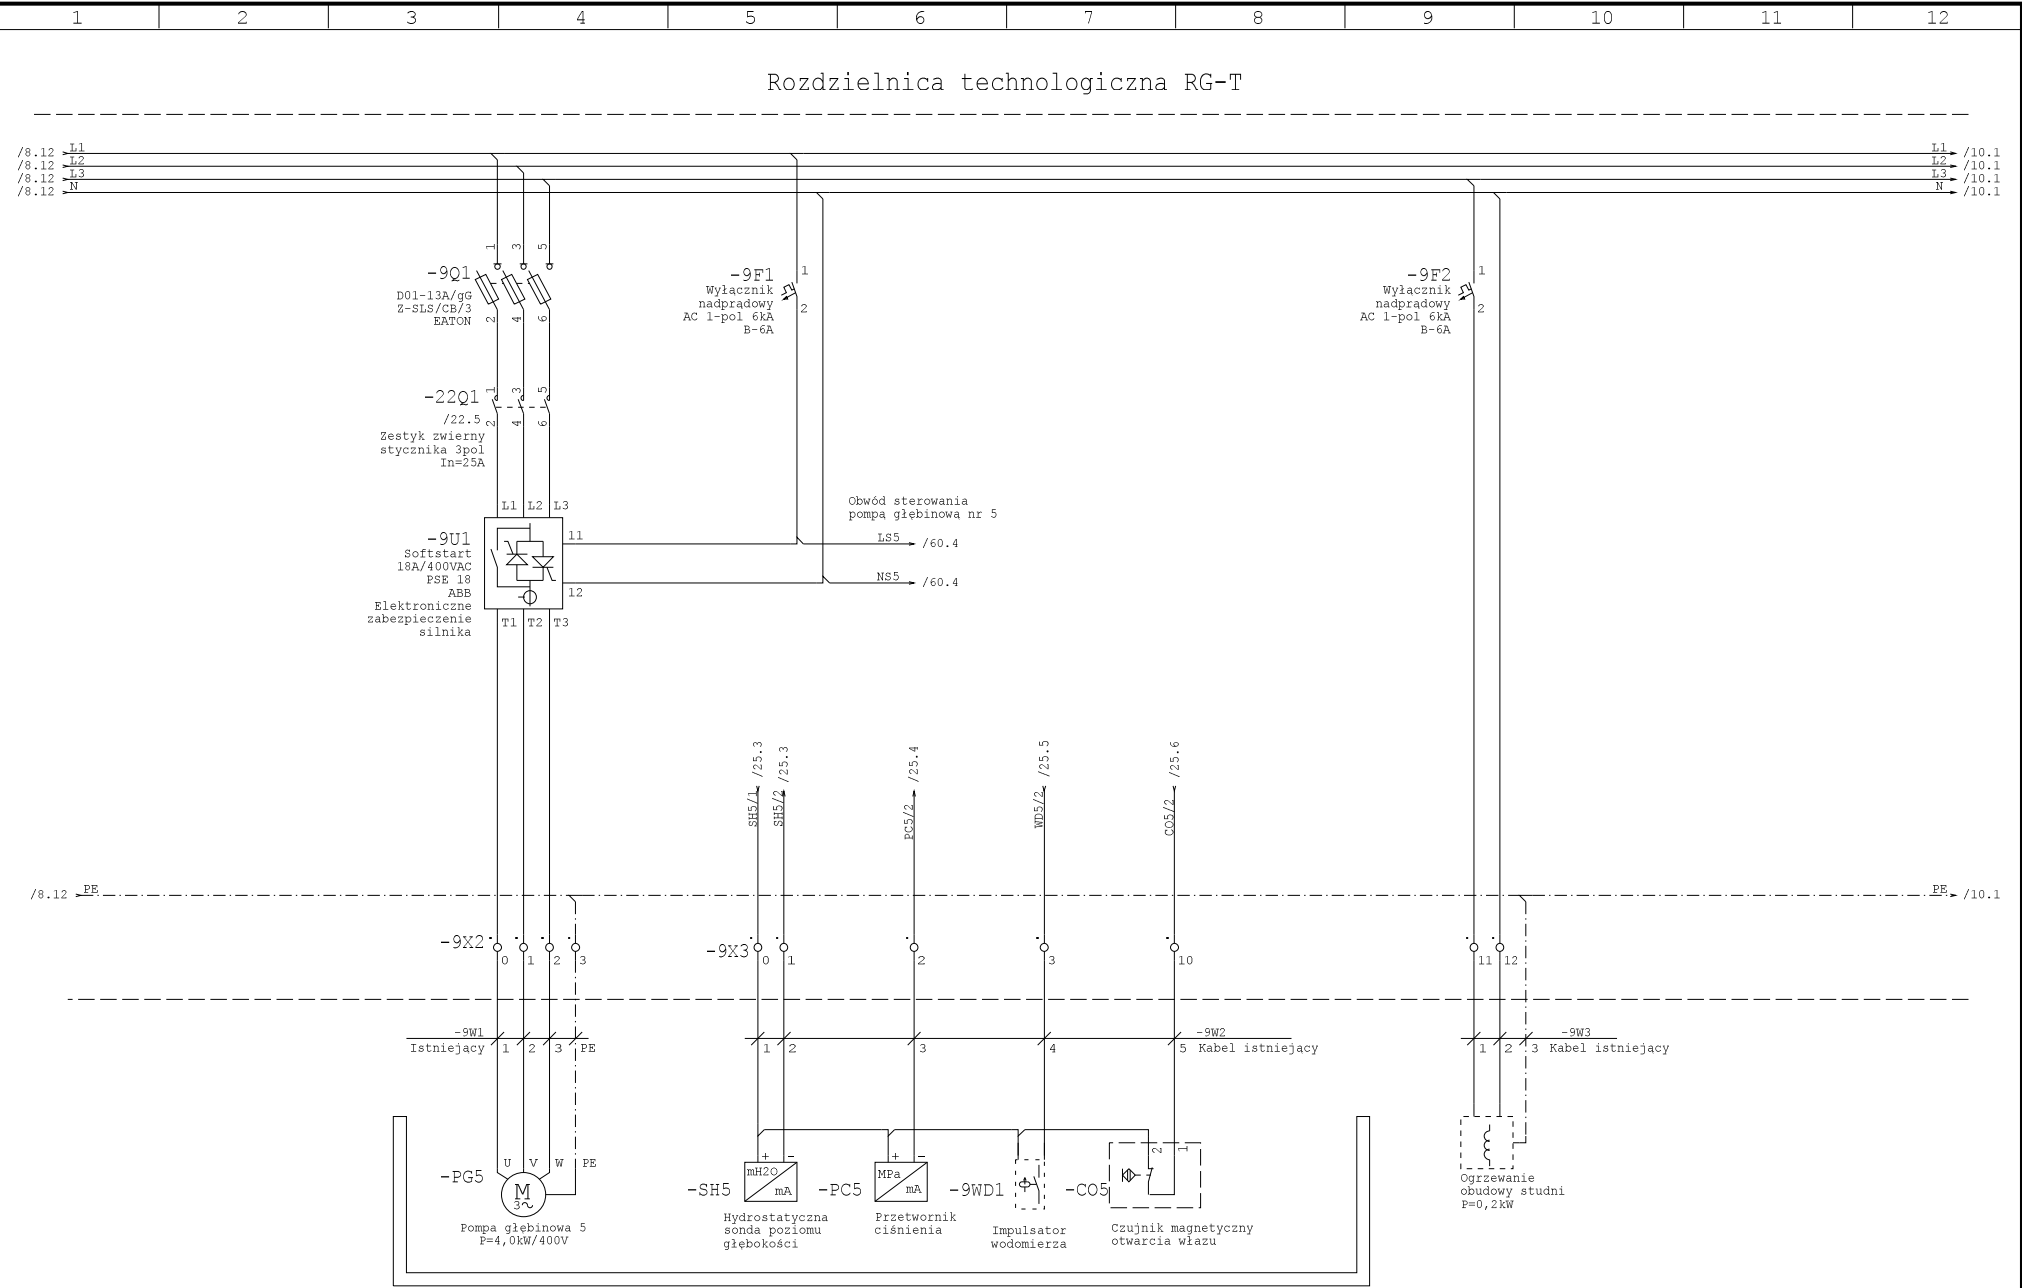 1 2 3 4 5 6 7 8 9 10 11 12
Rozdzielnica technologiczna RG-T
/8.12 L1 L1 /10.1
/8.12 L2 L2 /10.1
/8.12 L3 L3 /10.1
/8.12 N N /10.1
1 3 5
-9Q1
D01-13A/gG
Z-SLS/CB/3
EATON
2 4 6
-9F1 1
Wyłącznik
nadprądowy 2
AC 1-pol 6kA
B-6A
-9F2 1
Wyłącznik
nadprądowy 2
AC 1-pol 6kA
B-6A
1 3 5
-22Q1
/22.5 2 4 6
Zestyk zwierny
stycznika 3pol
In=25A
L1 L2 L3
-9U1 11
Softstart
18A/400VAC
PSE 18
ABB 12
Elektroniczne
zabezpieczenie
silnika
T1 T2 T3
Obwód sterowania
pompą głębinową nr 5
LS5 /60.4
NS5 /60.4
SH5/1 /25.3
SH5/2 /25.3
PC5/2 /25.4
WD5/2 /25.5
CO5/2 /25.6
/8.12 PE PE /10.1
-9X2 0 1 2 3
-9X3 0 1 2 3 10 11 12
-9W1
Istniejący 1 2 3 PE
-9W2
1 2 3 4 5 Kabel istniejący
-9W3
1 2 3 Kabel istniejący
U V W PE
-PG5
M
3~
Pompa głębinowa 5
P=4,0kW/400V
+ -
mH2O
-SH5 mA
Hydrostatyczna
sonda poziomu
głębokości
+ -
MPa
-PC5 mA
Przetwornik
ciśnienia
-9WD1
Impulsator
wodomierza
2 1
-CO5
Czujnik magnetyczny
otwarcia włazu
Ogrzewanie
obudowy studni
P=0,2kW